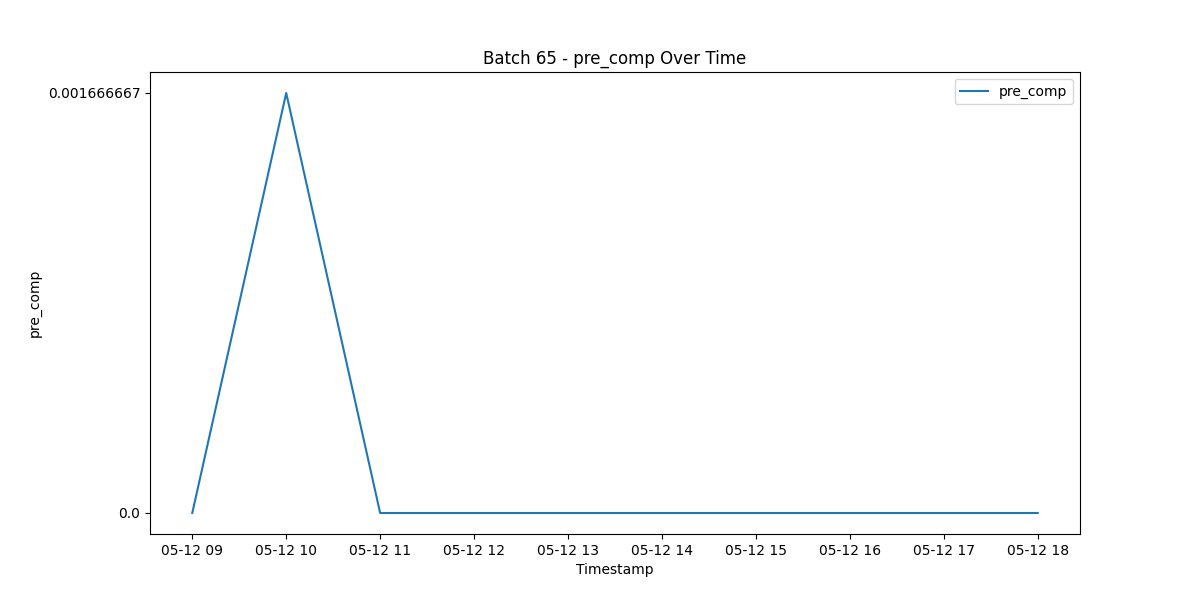 Batch 65 - pre_comp Over Time
pre_comp
0.001666667
0.0
pre_comp
05-12 09 05-12 10 05-12 11 05-12 12 05-12 13 05-12 14 05-12 15 05-12 16 05-12 17 05-12 18
Timestamp